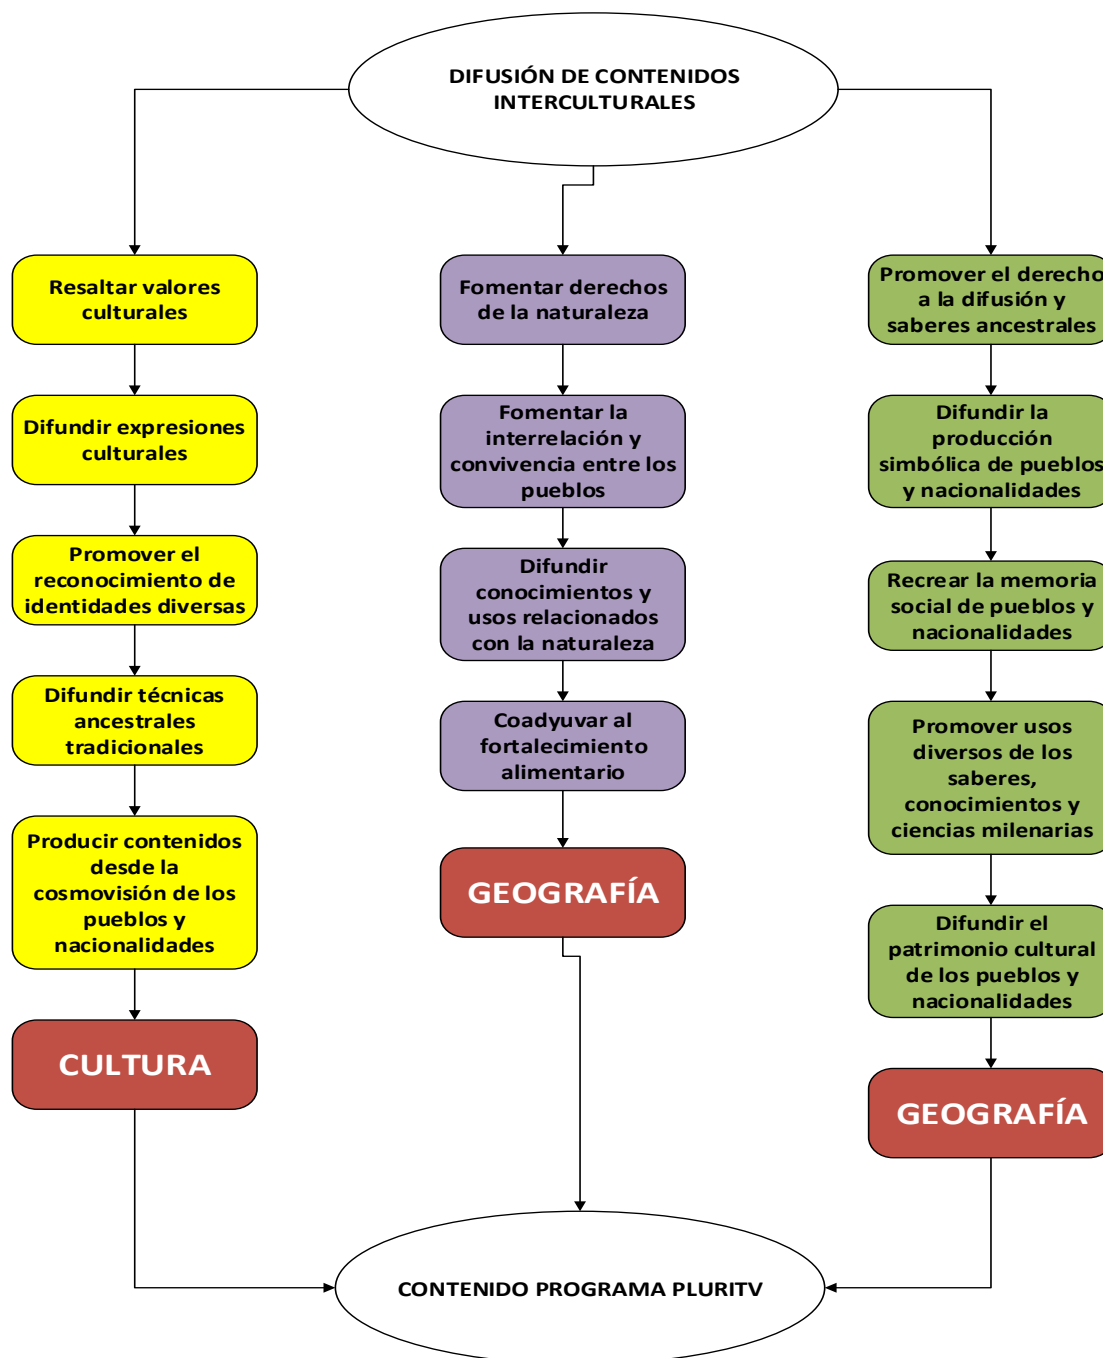 DIFUSIÓN DE CONTENIDOS
INTERCULTURALES
Resaltar valores
culturales
Difundir expresiones
culturales
Promover el
reconocimiento de
identidades diversas
Difundir técnicas
ancestrales
tradicionales
Producir contenidos
desde la
cosmovisión de los
pueblos y
nacionalidades
CULTURA
Fomentar derechos
de la naturaleza
Fomentar la
interrelación y
convivencia entre los
pueblos
Difundir
conocimientos y
usos relacionados
con la naturaleza
Coadyuvar al
fortalecimiento
alimentario
GEOGRAFÍA
Promover el derecho
a la difusión y
saberes ancestrales
Difundir la
producción
simbólica de pueblos
y nacionalidades
Recrear la memoria
social de pueblos y
nacionalidades
Promover usos
diversos de los
saberes,
conocimientos y
ciencias milenarias
Difundir el
patrimonio cultural
de los pueblos y
nacionalidades
GEOGRAFÍA
CONTENIDO PROGRAMA PLURITV